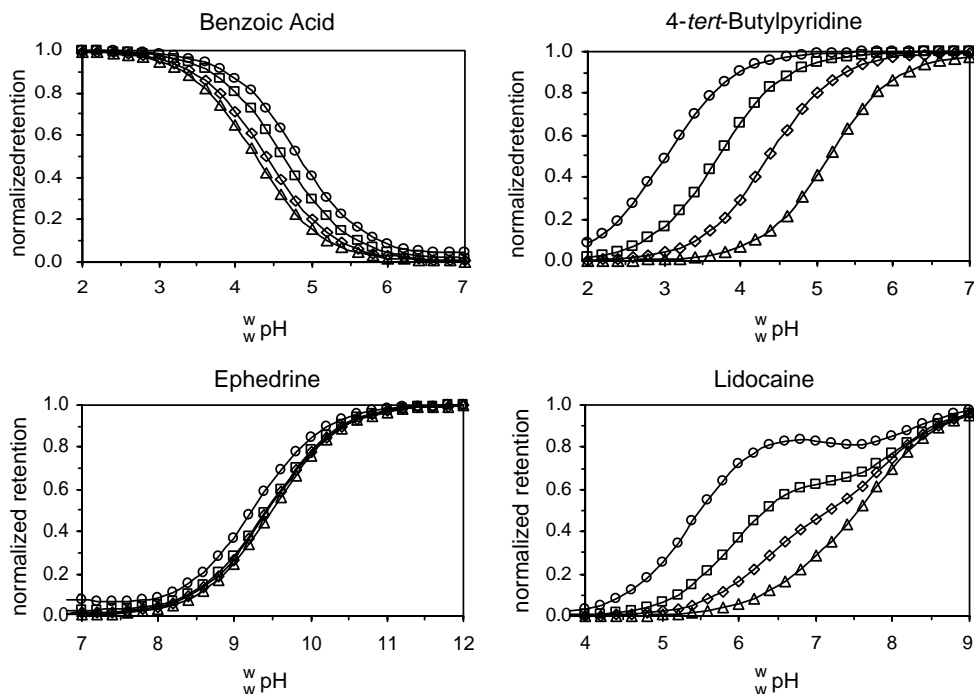 Benzoic Acid
normalizedretention
1.0
0.8
0.6
0.4
0.2
0.0
2 3 4 5 6 7
w
w pH
4-tert-Butylpyridine
normalizedretention
1.0
0.8
0.6
0.4
0.2
0.0
2 3 4 5 6 7
w
w pH
Ephedrine
normalized retention
1.0
0.8
0.6
0.4
0.2
0.0
7 8 9 10 11 12
w
w pH
Lidocaine
normalized retention
1.0
0.8
0.6
0.4
0.2
0.0
4 5 6 7 8 9
w
w pH